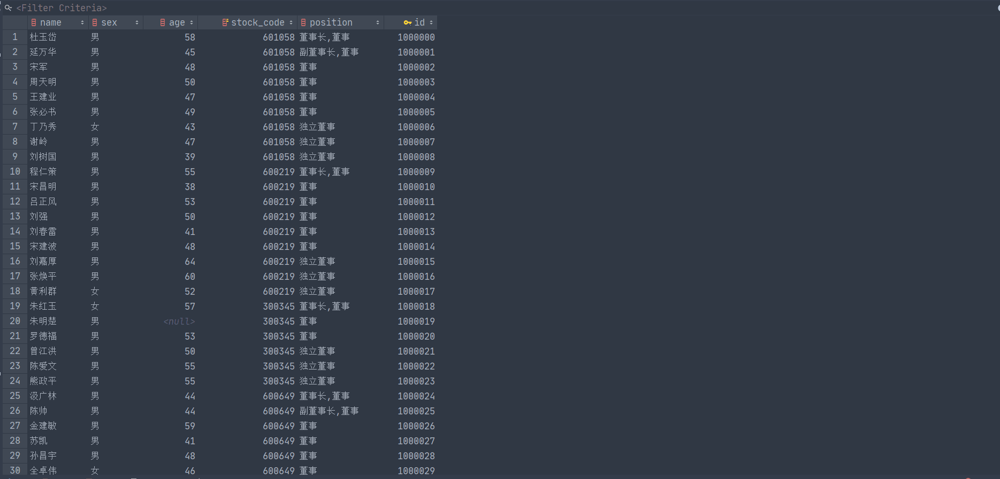 <Filter Criteria>
name sex age stock_code position id
1 杜玉岱 男 58 601058 董事长,董事 1000000
2 延万华 男 45 601058 副董事长,董事 1000001
3 宋军 男 48 601058 董事 1000002
4 周天明 男 50 601058 董事 1000003
5 王建业 男 47 601058 董事 1000004
6 张必书 男 49 601058 董事 1000005
7 丁乃秀 女 43 601058 独立董事 1000006
8 谢岭 男 47 601058 独立董事 1000007
9 刘树国 男 39 601058 独立董事 1000008
10 程仁策 男 55 600219 董事长,董事 1000009
11 宋昌明 男 38 600219 董事 1000010
12 吕正风 男 53 600219 董事 1000011
13 刘强 男 50 600219 董事 1000012
14 刘春雷 男 41 600219 董事 1000013
15 宋建波 男 48 600219 董事 1000014
16 刘嘉厚 男 64 600219 独立董事 1000015
17 张焕平 男 60 600219 独立董事 1000016
18 黄利群 女 52 600219 独立董事 1000017
19 朱红玉 女 57 300345 董事长,董事 1000018
20 朱明楚 男 <null> 300345 董事 1000019
21 罗德福 男 53 300345 董事 1000020
22 曾江洪 男 50 300345 独立董事 1000021
23 陈爱文 男 55 300345 独立董事 1000022
24 熊政平 男 55 300345 独立董事 1000023
25 汲广林 男 44 600649 董事长,董事 1000024
26 陈帅 男 44 600649 副董事长,董事 1000025
27 金建敏 男 59 600649 董事 1000026
28 苏凯 男 41 600649 董事 1000027
29 孙昌宇 男 48 600649 董事 1000028
30 全卓伟 女 46 600649 董事 1000029